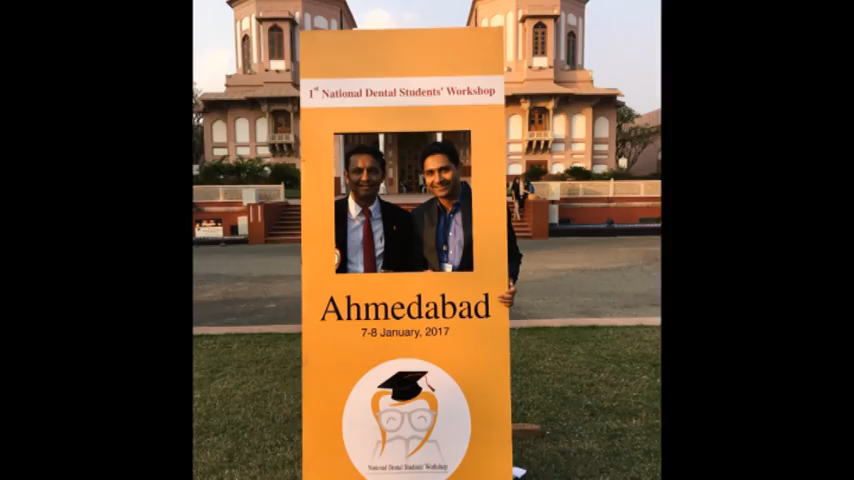 1st National Dental Students' Workshop
Ahmedabad
7-8 January, 2017
National Dental Students' Workshop